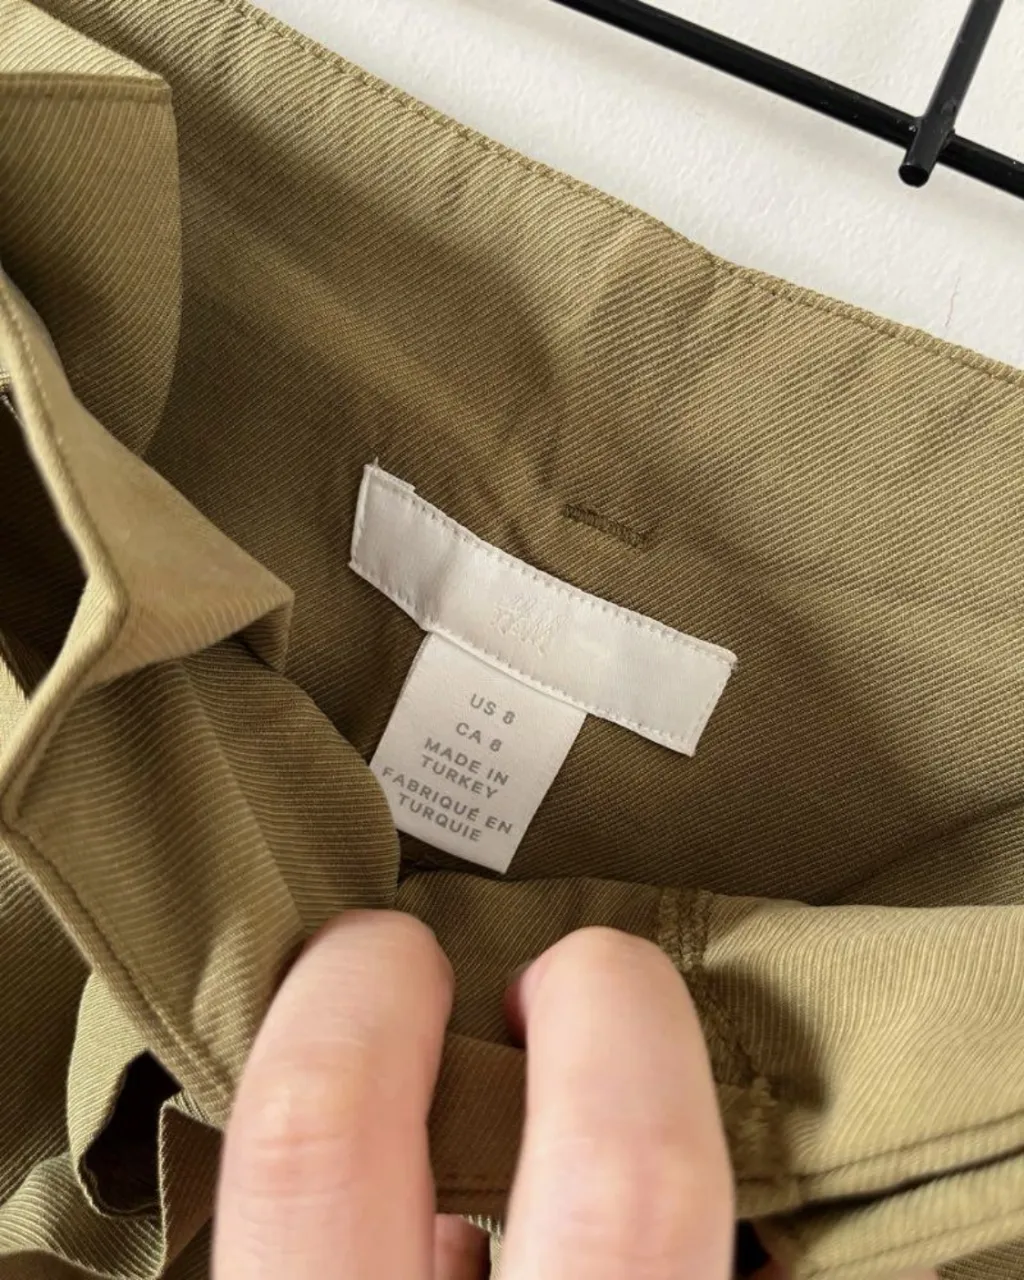 US 8
CA 8
MADE IN
TURKEY
FABRIQUÉ EN
TURQUIE